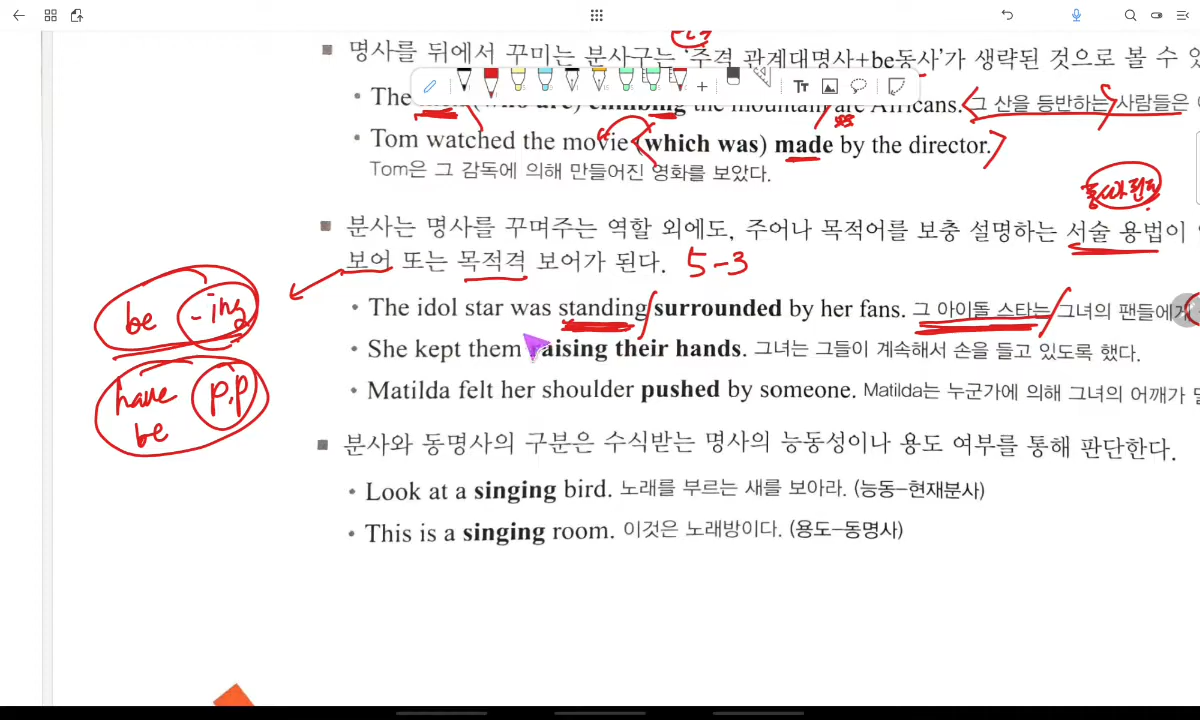 명사를 뒤에서 꾸미는 분사구는 '주격 관계대명사+be동사'가 생략된 것으로 볼 수 있
The climbing the mountain are Africans. 그 산을 등반하는 사람들은
Tom watched the movie (which was) made by the director.
Tom은 그 감독에 의해 만들어진 영화를 보았다.
분사는 명사를 꾸며주는 역할 외에도, 주어나 목적어를 보충 설명하는 서술 용법이
보어 또는 목적격 보어가 된다. 5-3
be -ing
have p.p
be
The idol star was standing surrounded by her fans. 그 아이돌 스타는 그녀의 팬들에게
She kept them raising their hands. 그녀는 그들이 계속해서 손을 들고 있도록 했다.
Matilda felt her shoulder pushed by someone. Matilda는 누군가에 의해 그녀의 어깨가
분사와 동명사의 구분은 수식받는 명사의 능동성이나 용도 여부를 통해 판단한다.
Look at a singing bird. 노래를 부르는 새를 보아라. (능동-현재분사)
This is a singing room. 이것은 노래방이다. (용도-동명사)